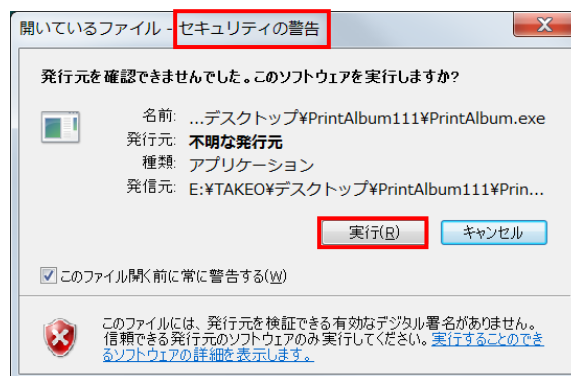 開いているファイル - セキュリティの警告
発行元を確認できませんでした。このソフトウェアを実行しますか?
名前: ...デスクトップ¥PrintAlbum111¥PrintAlbum.exe
発行元: 不明な発行元
種類: アプリケーション
発信元: E:¥TAKEO¥デスクトップ¥PrintAlbum111¥Prin...
実行(R) キャンセル
このファイル開く前に常に警告する(W)
このファイルには、発行元を検証できる有効なデジタル署名がありません。
信頼できる発行元のソフトウェアのみ実行してください。実行することのでき
るソフトウェアの詳細を表示します。